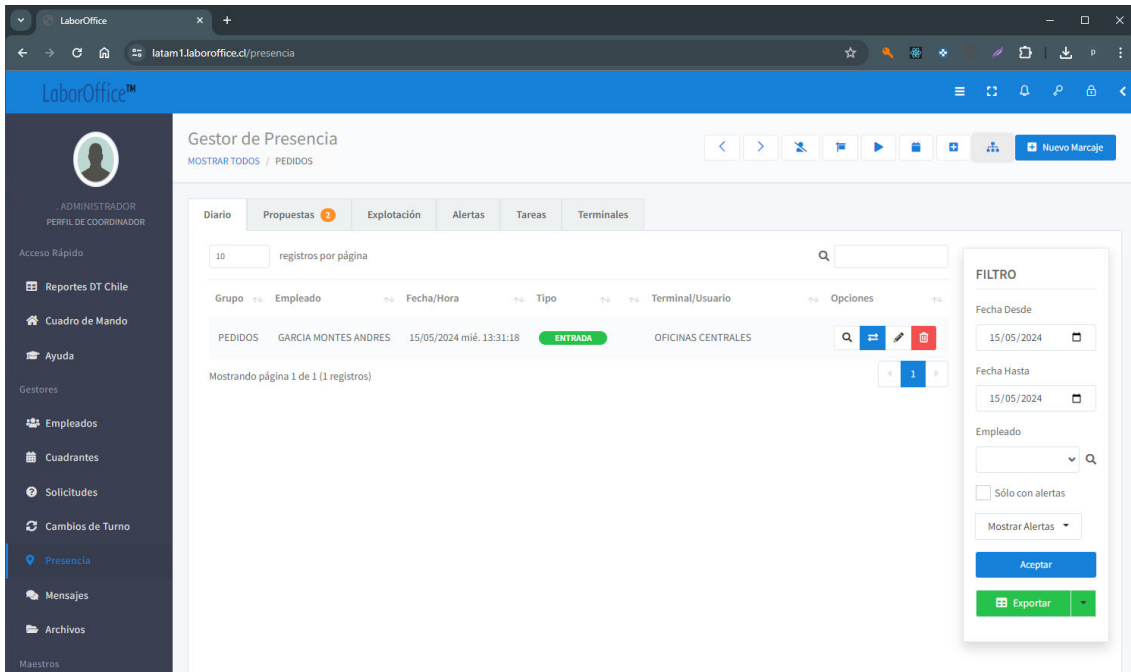 LaborOffice
latam1.laboroffice.cl/presencia
P
LaborOffice™
. ADMINISTRADOR
PERFIL DE COORDINADOR
Acceso Rápido
Reportes DT Chile
Cuadro de Mando
Ayuda
Gestores
Empleados
Cuadrantes
Solicitudes
Cambios de Turno
Presencia
Mensajes
Archivos
Maestros
Gestor de Presencia
MOSTRAR TODOS / PEDIDOS
Nuevo Marcaje
Diario Propuestas 2 Explotación Alertas Tareas Terminales
10 registros por página
Grupo Empleado Fecha/Hora Tipo Terminal/Usuario Opciones
PEDIDOS GARCIA MONTES ANDRES 15/05/2024 mié. 13:31:18 ENTRADA OFICINAS CENTRALES
Mostrando página 1 de 1 (1 registros)
1
FILTRO
Fecha Desde
15/05/2024
Fecha Hasta
15/05/2024
Empleado
Sólo con alertas
Mostrar Alertas
Aceptar
Exportar